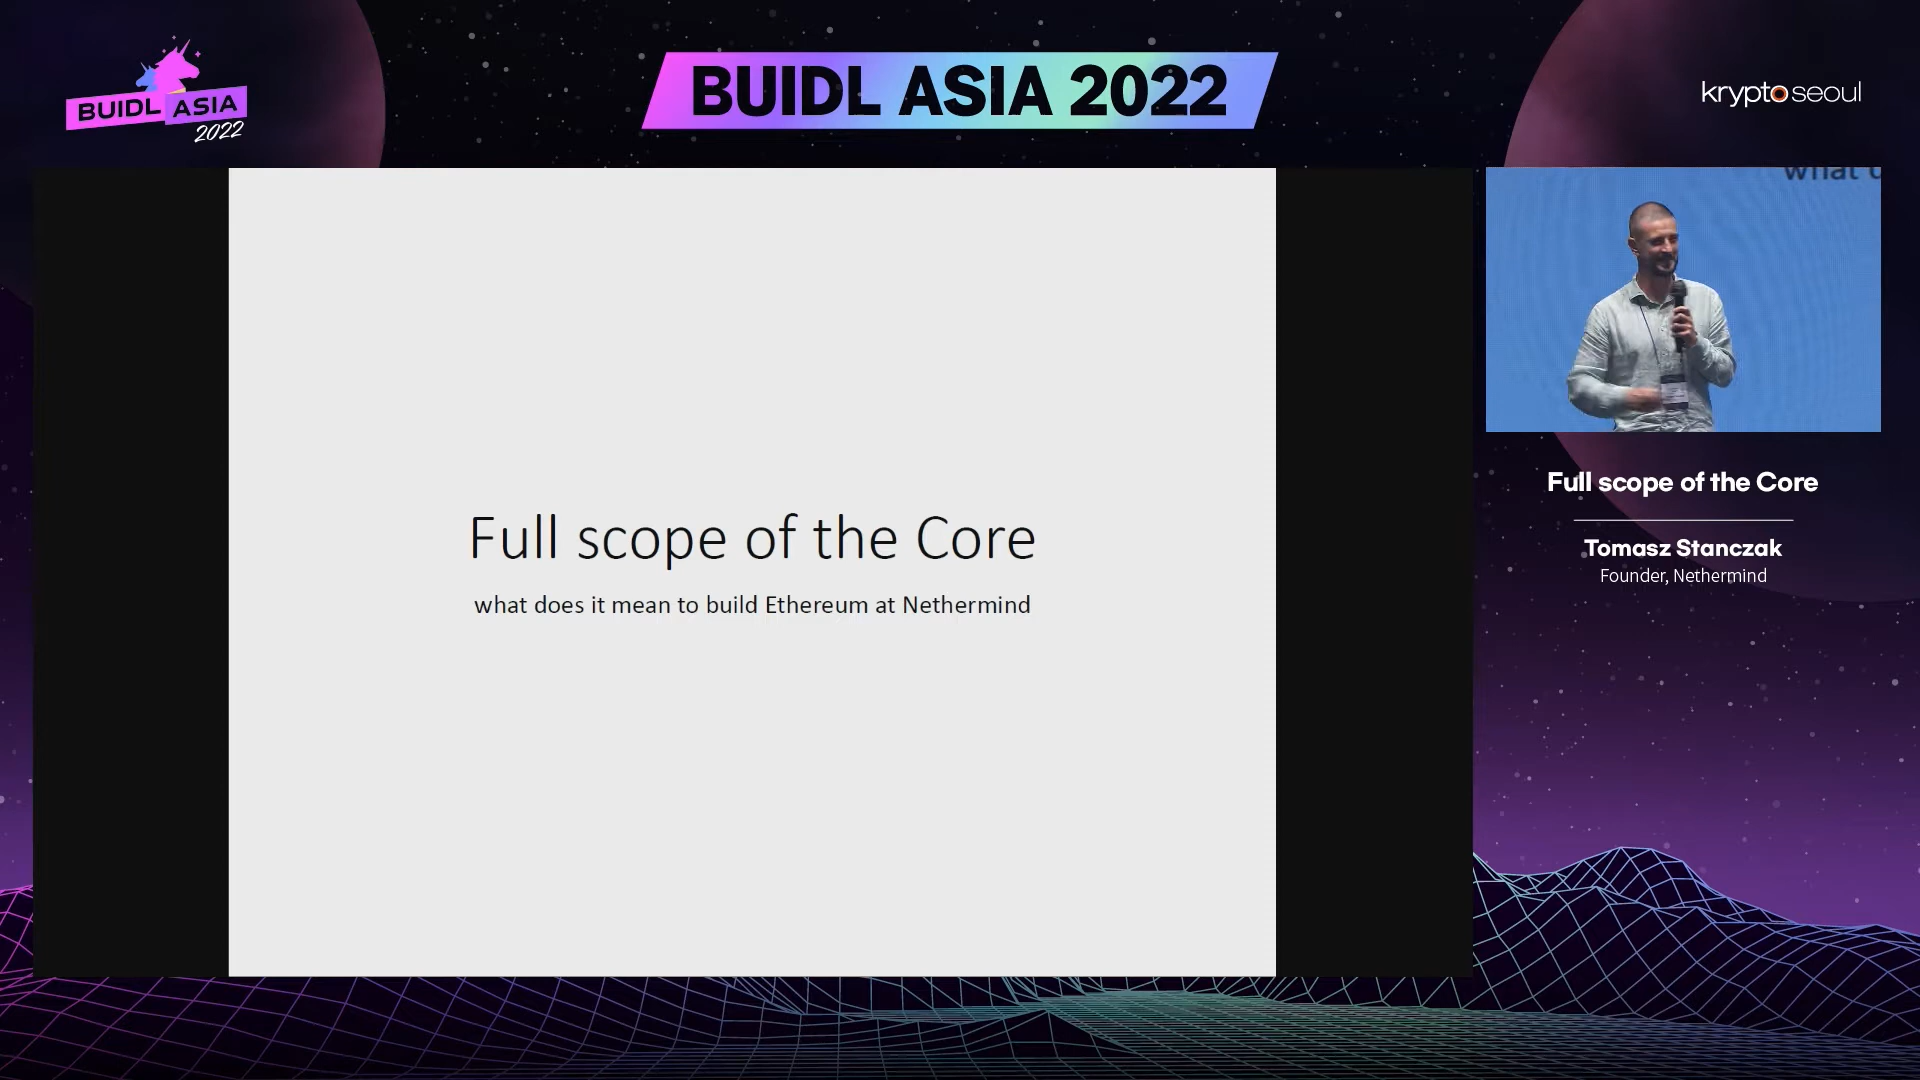 BUIDL ASIA
2022
BUIDL ASIA 2022
kryptoseoul
what
Full scope of the Core
what does it mean to build Ethereum at Nethermind
Full scope of the Core
Tomasz Stanczak
Founder, Nethermind